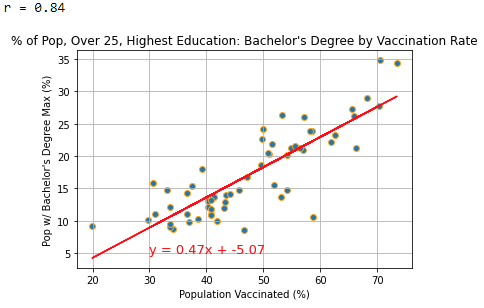 r = 0.84
% of Pop, Over 25, Highest Education: Bachelor's Degree by Vaccination Rate
Pop w/ Bachelor's Degree Max (%)
35
30
25
20
15
10
5
y = 0.47x + -5.07
20 30 40 50 60 70
Population Vaccinated (%)